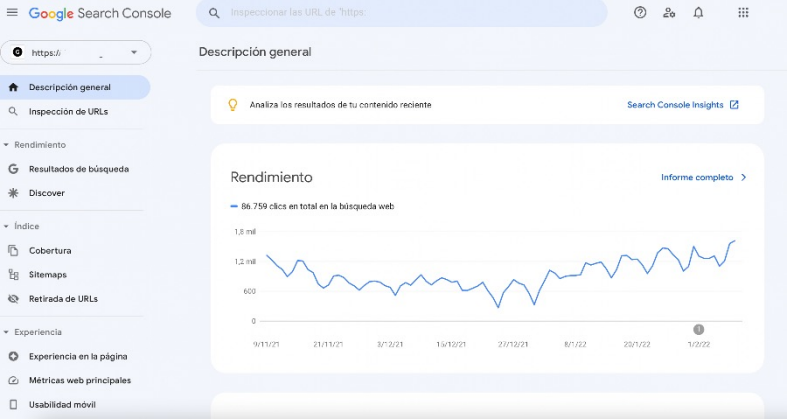 Google Search Console
Inspeccionar las URL de "https:
https://
Descripción general
Descripción general
Inspección de URLs
Analiza los resultados de tu contenido reciente
Search Console Insights
Rendimiento
Resultados de búsqueda
Discover
Rendimiento
Informe completo
86.759 clics en total en la búsqueda web
1,8 mil
1,2 mil
600
0
9/11/21 21/11/21 3/12/21 15/12/21 27/12/21 8/1/22 20/1/22 1/2/22
1
Índice
Cobertura
Sitemaps
Retirada de URLs
Experiencia
Experiencia en la página
Métricas web principales
Usabilidad móvil